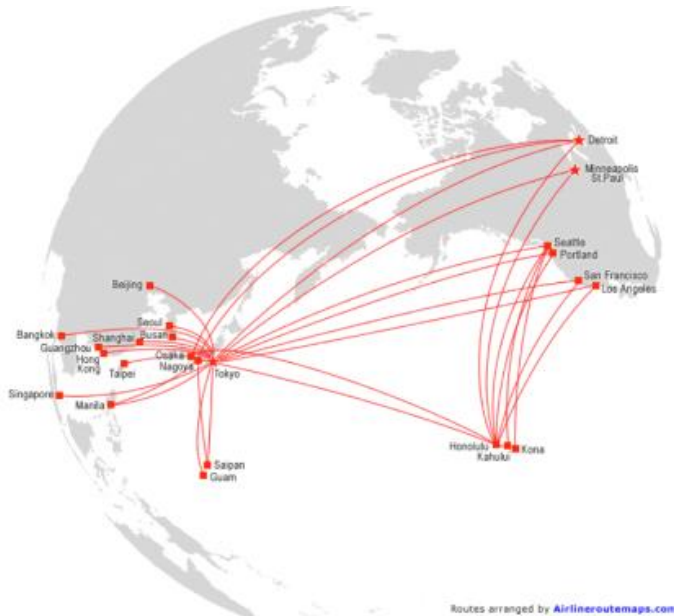 Detroit
Minneapolis
St.Paul
Seattle
Portland
San Francisco
Los Angeles
Beijing
Seoul
Busan
Shanghai
Bangkok
Guangzhou
Hong
Kong
Osaka
Nagoya
Tokyo
Taipei
Singapore
Manila
Saipan
Guam
Honolulu
Kahului
Kona
Routes arranged by Airlineroutemaps.com